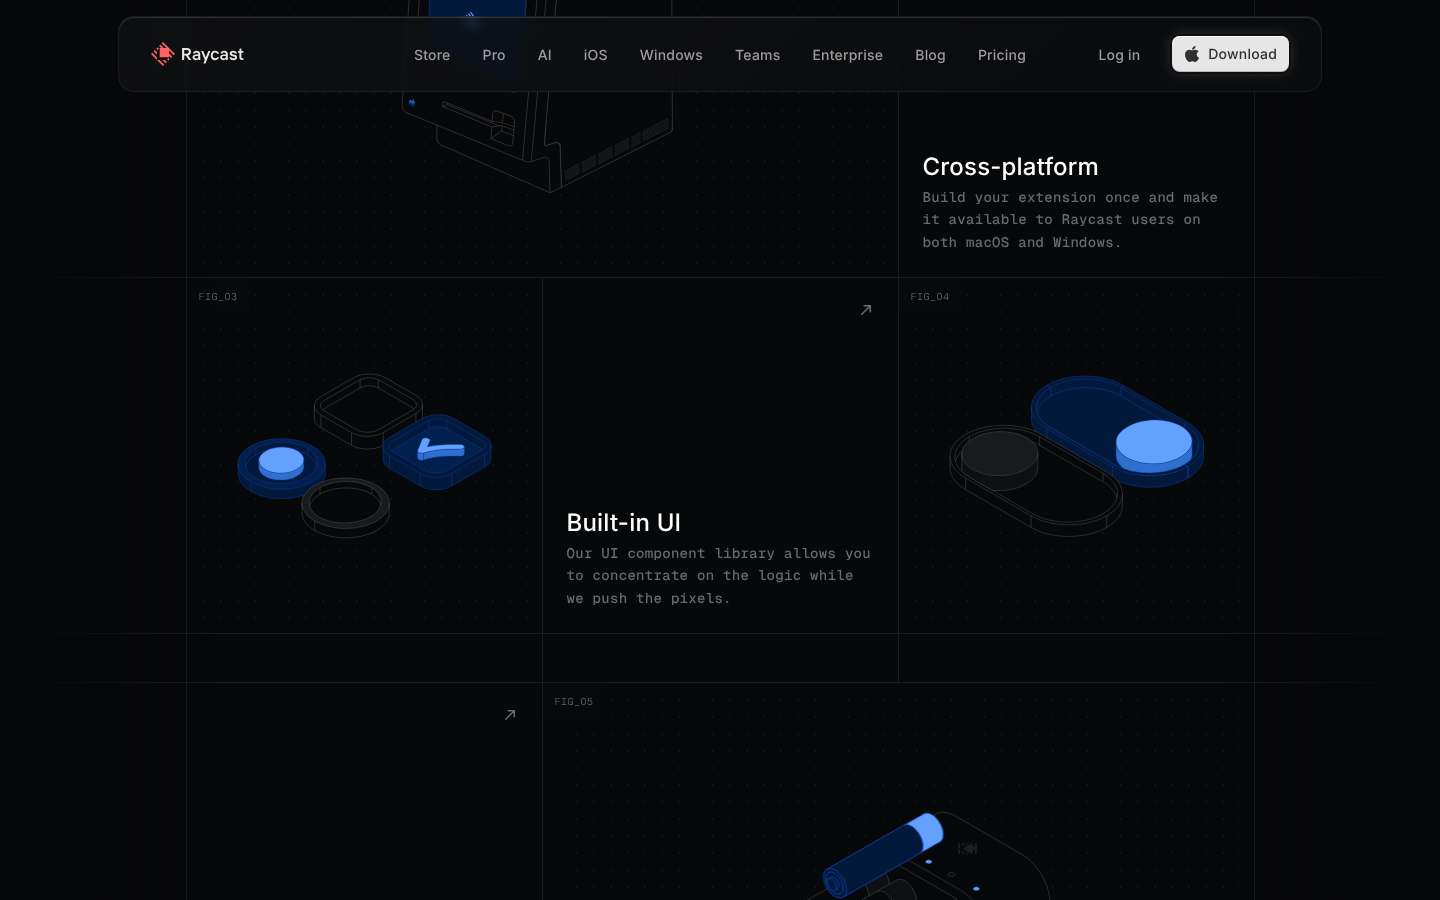 Raycast
Store
Pro
AI
iOS
Windows
Teams
Enterprise
Blog
Pricing
Log in
Download
Cross-platform
Build your extension once and make
it available to Raycast users on
both macOS and Windows.
FIG_03
FIG_04
Built-in UI
Our UI component library allows you
to concentrate on the logic while
we push the pixels.
FIG_05